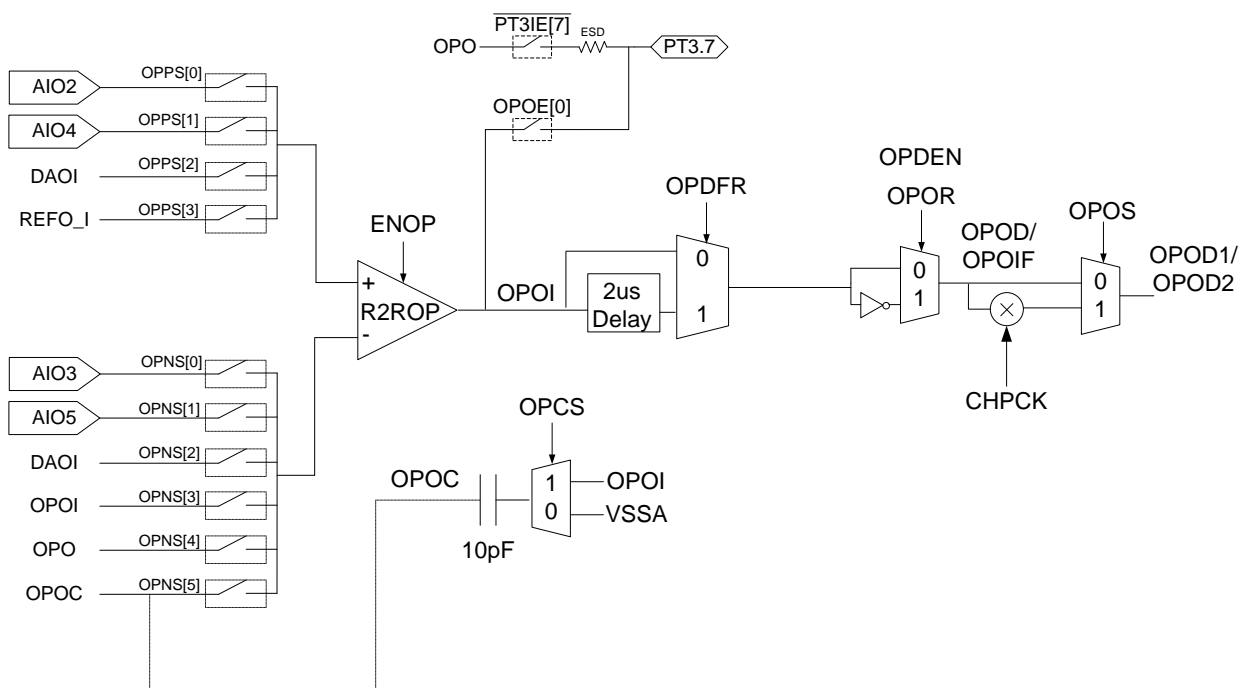 PT3IE[7]
ESD
OPO
PT3.7
OPPS[0]
AIO2
OPPS[1]
AIO4
OPPS[2]
DAOI
OPPS[3]
REFO_I
OPOE[0]
ENOP
+
R2ROP
-
OPOI
2us
Delay
OPDFR
0
1
OPDEN
OPOR
0
1
OPOD/
OPOIF
CHPCK
OPOS
0
1
OPOD1/
OPOD2
OPNS[0]
AIO3
OPNS[1]
AIO5
OPNS[2]
DAOI
OPNS[3]
OPOI
OPNS[4]
OPO
OPNS[5]
OPOC
OPCS
OPOC
10pF
1
0
OPOI
VSSA